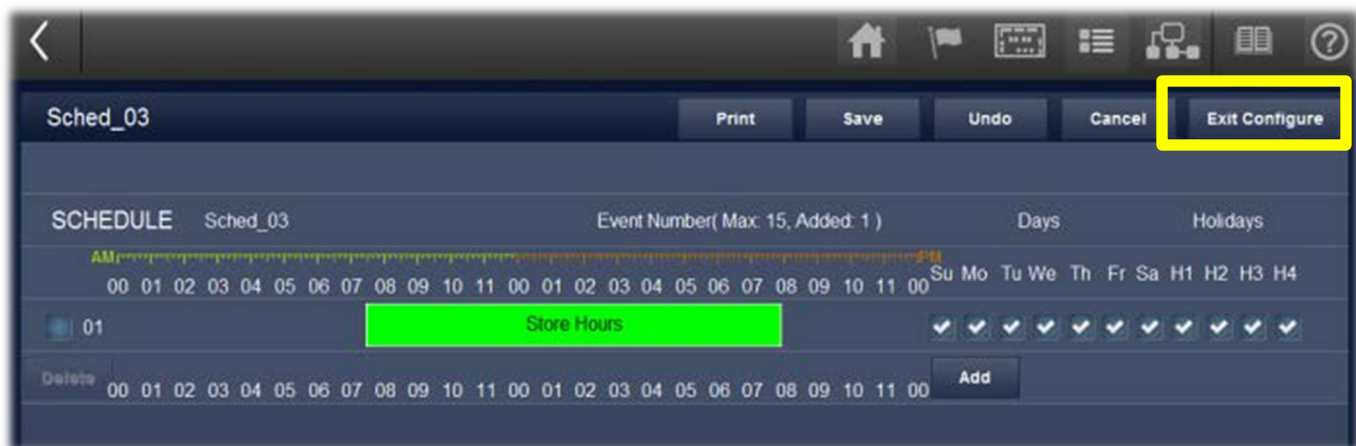 Sched_03 Print Save Undo Cancel Exit Configure
SCHEDULE Sched_03 Event Number( Max: 15, Added: 1 ) Days Holidays
AM PM
00 01 02 03 04 05 06 07 08 09 10 11 00 01 02 03 04 05 06 07 08 09 10 11 00 Su Mo Tu We Th Fr Sa H1 H2 H3 H4
01 Store Hours
Delete 00 01 02 03 04 05 06 07 08 09 10 11 00 01 02 03 04 05 06 07 08 09 10 11 00 Add